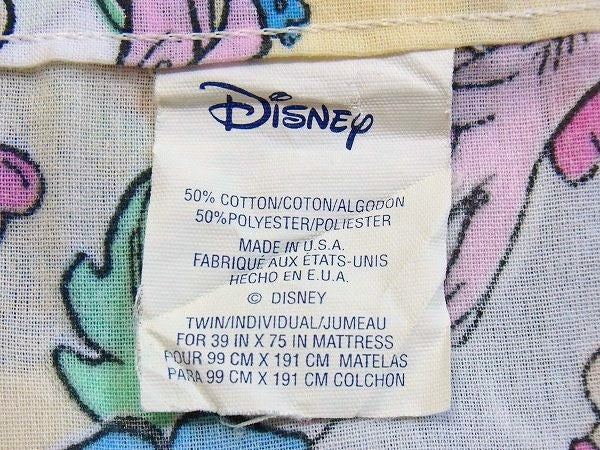 Disney
50% COTTON/COTON/ALGODON
50% POLYESTER/POLIESTER
MADE IN U.S.A.
FABRIQUÉ AUX ÉTATS-UNIS
HECHO EN E.U.A.
© DISNEY
TWIN/INDIVIDUAL/JUMEAU
FOR 39 IN X 75 IN MATTRESS
POUR 99 CM X 191 CM MATELAS
PARA 99 CM X 191 CM COLCHON